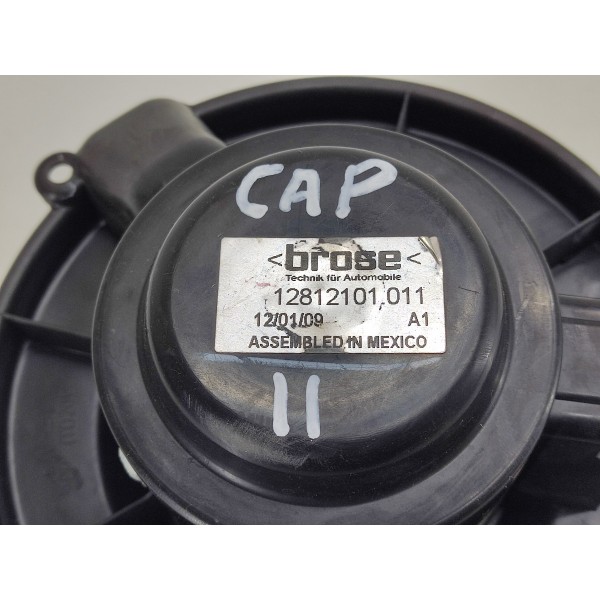 CAP
<brose<
Technik für Automobile
12812101.011
12/01/09 A1
ASSEMBLED IN MEXICO
11